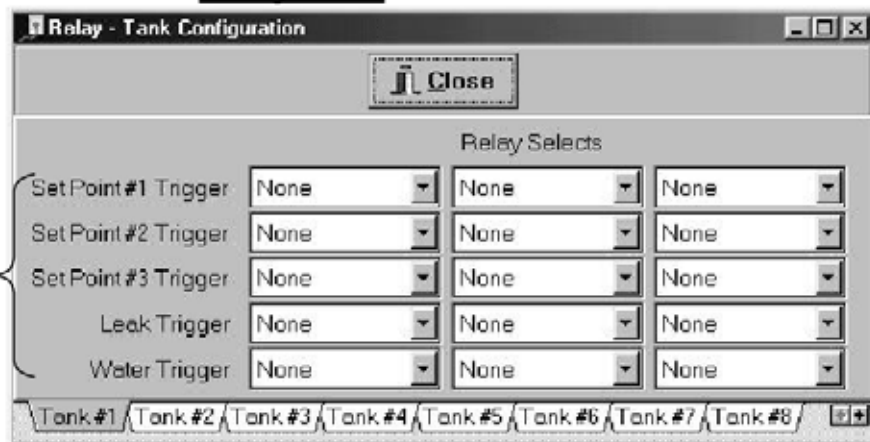 Relay - Tank Configuration
Close
Relay Selects
Set Point #1 Trigger None None None
Set Point #2 Trigger None None None
Set Point #3 Trigger None None None
Leak Trigger None None None
Water Trigger None None None
Tank #1 Tank #2 Tank #3 Tank #4 Tank #5 Tank #6 Tank #7 Tank #8